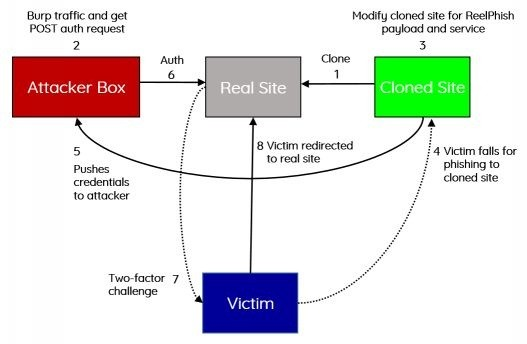 Burp traffic and get
POST auth request
2
Modify cloned site for ReelPhish
payload and service
3
Attacker Box
Auth
6
Real Site
Clone
1
Cloned Site
5
Pushes
credentials
to attacker
8 Victim redirected
to real site
4 Victim falls for
phishing to
cloned site
Two-factor 7
challenge
Victim